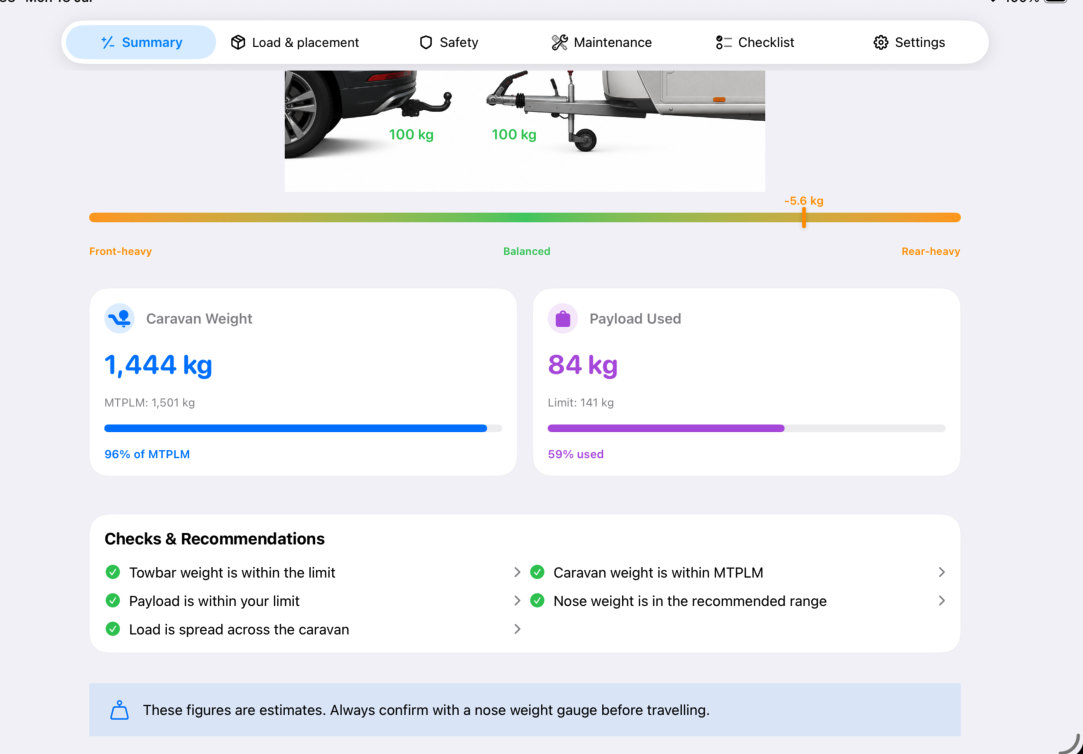 Summary
Load & placement
Safety
Maintenance
Checklist
Settings
100 kg
100 kg
-5.6 kg
Front-heavy
Balanced
Rear-heavy
Caravan Weight
1,444 kg
MTPLM: 1,501 kg
96% of MTPLM
Payload Used
84 kg
Limit: 141 kg
59% used
Checks & Recommendations
Towbar weight is within the limit
Caravan weight is within MTPLM
Payload is within your limit
Nose weight is in the recommended range
Load is spread across the caravan
These figures are estimates. Always confirm with a nose weight gauge before travelling.